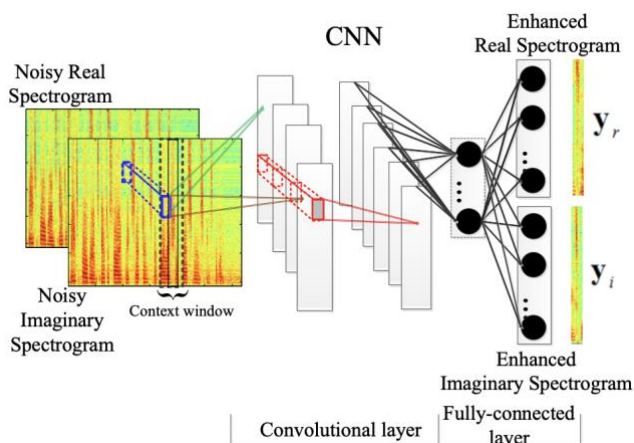 CNN
Noisy Real
Spectrogram
Enhanced
Real Spectrogram
y_r
Context window
Noisy
Imaginary
Spectrogram
y_i
Enhanced
Imaginary Spectrogram
Convolutional layer
Fully-connected
layer